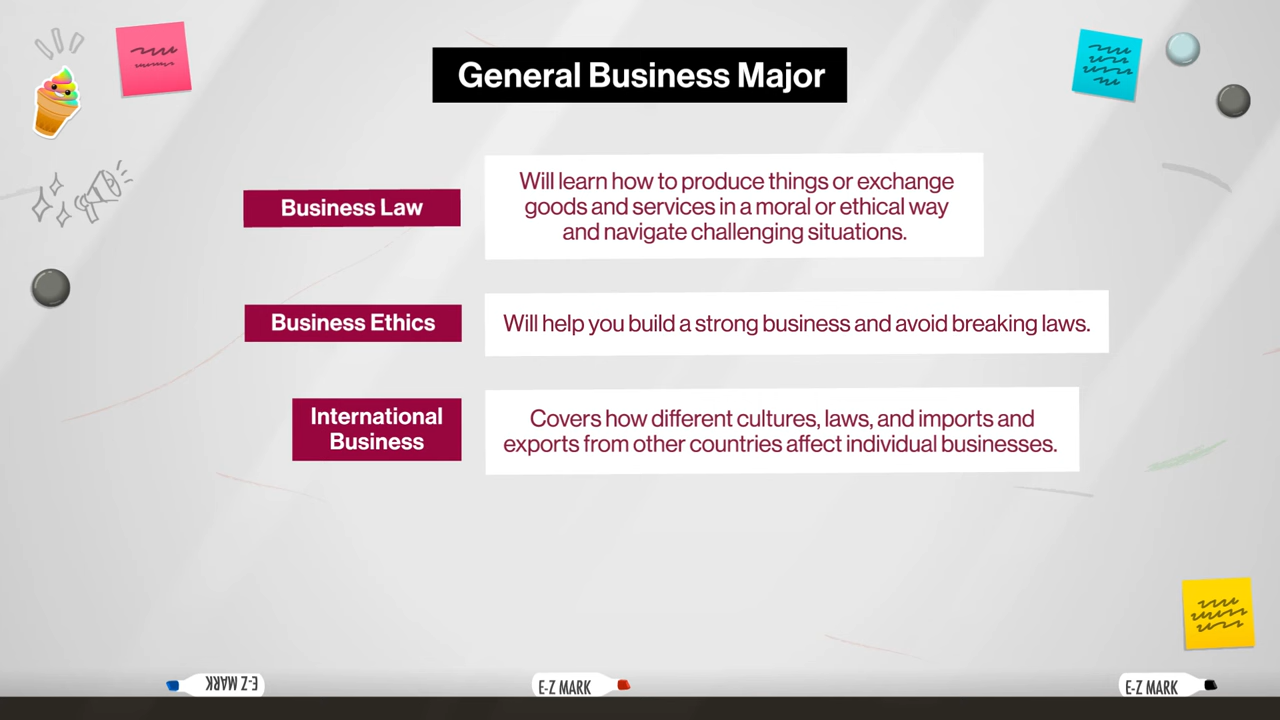 General Business Major
Business Law
Will learn how to produce things or exchange
goods and services in a moral or ethical way
and navigate challenging situations.
Business Ethics
Will help you build a strong business and avoid breaking laws.
International
Business
Covers how different cultures, laws, and imports and
exports from other countries affect individual businesses.
E-Z MARK
E-Z MARK
E-Z MARK